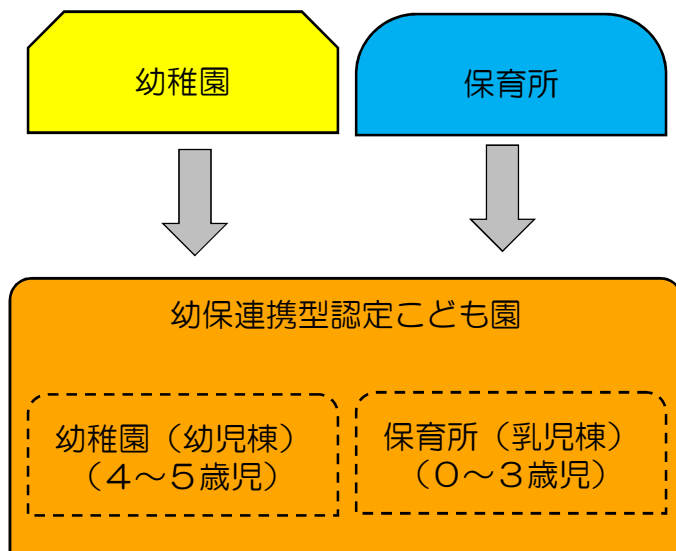 幼稚園
保育所
幼保連携型認定こども園
幼稚園（幼児棟）
（４～５歳児）
保育所（乳児棟）
（０～３歳児）